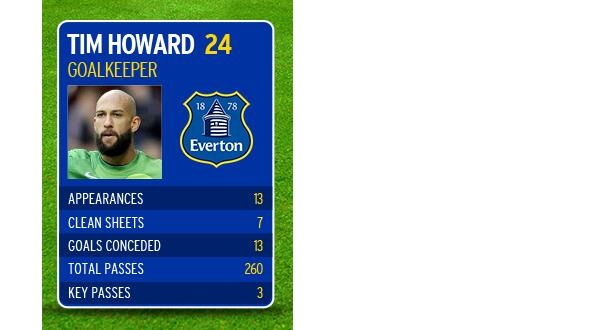 TIM HOWARD 24
GOALKEEPER
18 78
Everton
APPEARANCES 13
CLEAN SHEETS 7
GOALS CONCEDED 13
TOTAL PASSES 260
KEY PASSES 3